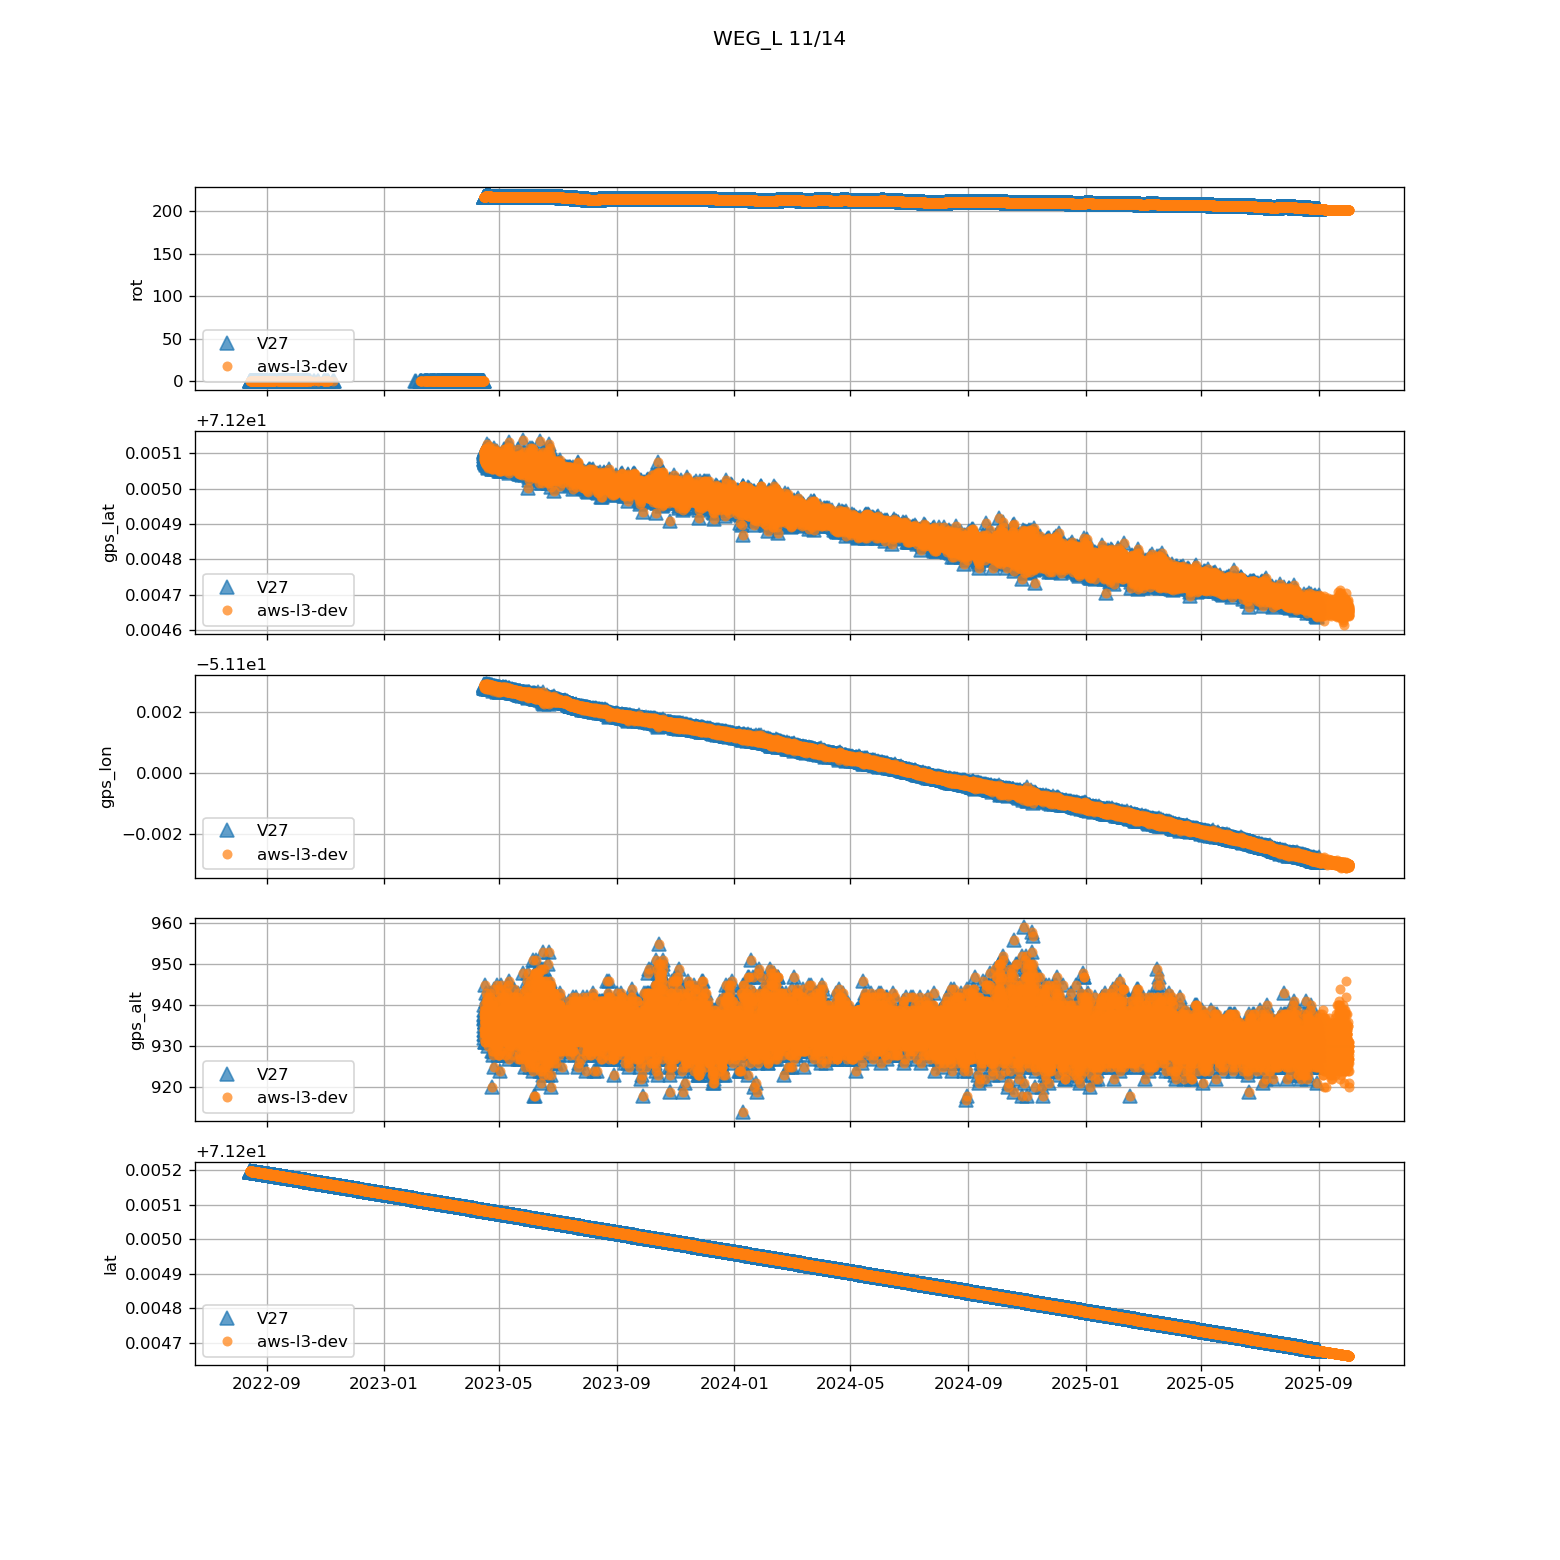 WEG_L 11/14
200
150
100
50
0
rot
V27
aws-l3-dev
+7.12e1
0.0051
0.0050
0.0049
0.0048
0.0047
0.0046
gps_lat
V27
aws-l3-dev
−5.11e1
0.002
0.000
−0.002
gps_lon
V27
aws-l3-dev
960
950
940
930
920
gps_alt
V27
aws-l3-dev
+7.12e1
0.0052
0.0051
0.0050
0.0049
0.0048
0.0047
lat
V27
aws-l3-dev
2022-09 2023-01 2023-05 2023-09 2024-01 2024-05 2024-09 2025-01 2025-05 2025-09